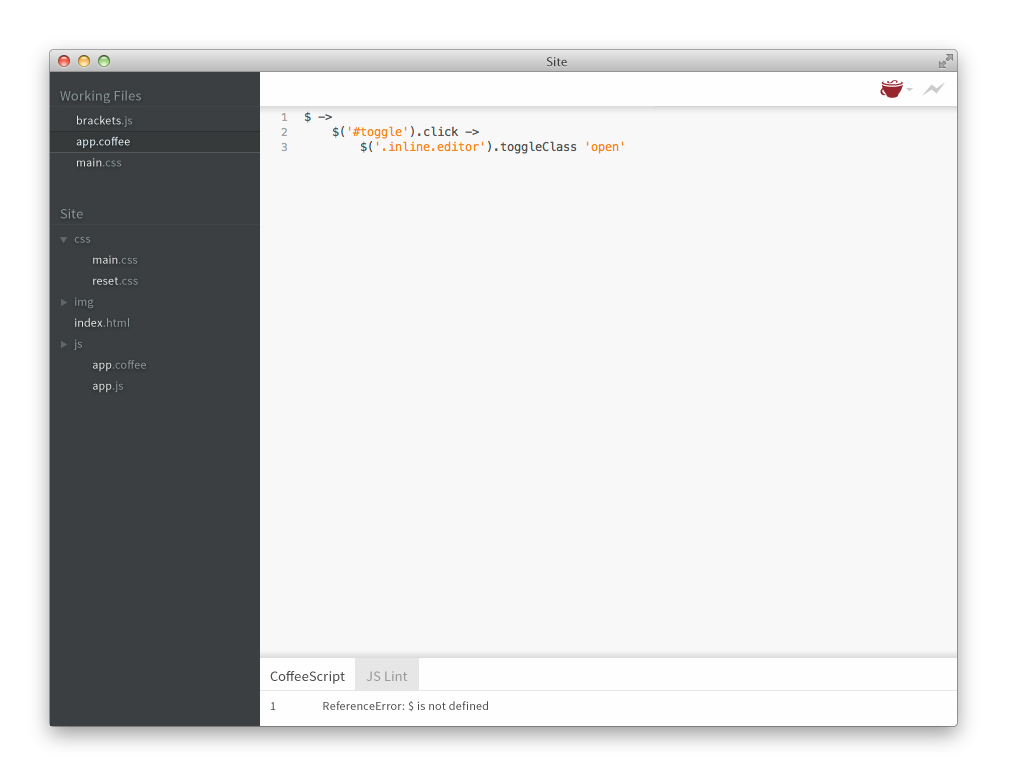 Site
Working Files
brackets.js
app.coffee
main.css
Site
css
main.css
reset.css
img
index.html
js
app.coffee
app.js
1 $ ->
2 $('#toggle').click ->
3 $('.inline.editor').toggleClass 'open'
CoffeeScript JS Lint
1 ReferenceError: $ is not defined